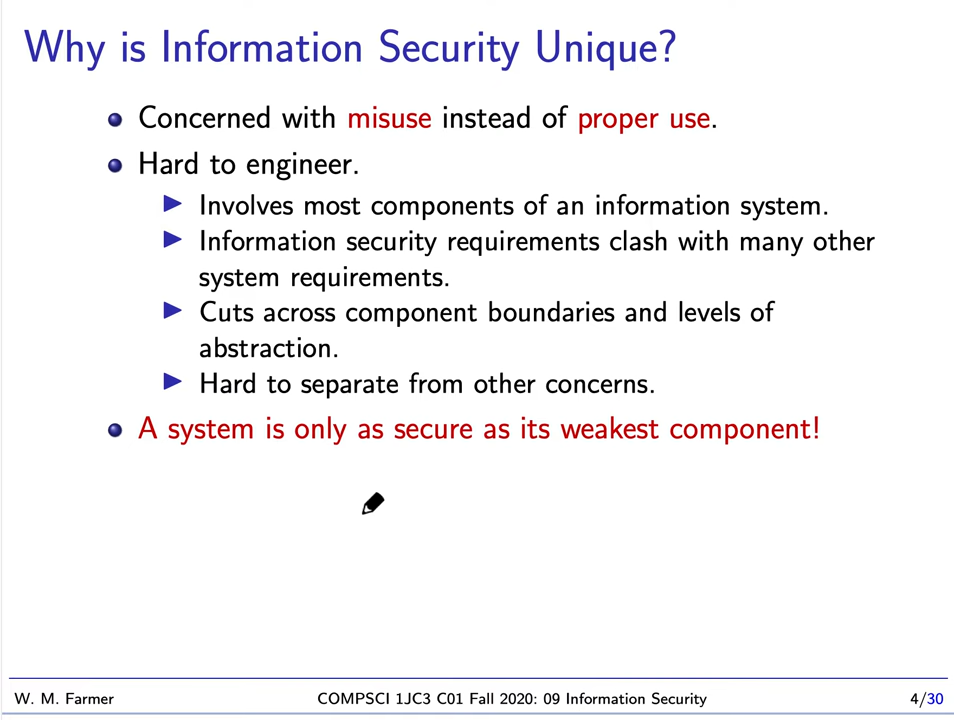 Why is Information Security Unique?
Concerned with misuse instead of proper use.
Hard to engineer.
Involves most components of an information system.
Information security requirements clash with many other
system requirements.
Cuts across component boundaries and levels of
abstraction.
Hard to separate from other concerns.
A system is only as secure as its weakest component!
W. M. Farmer COMPSCI 1JC3 C01 Fall 2020: 09 Information Security 4/30